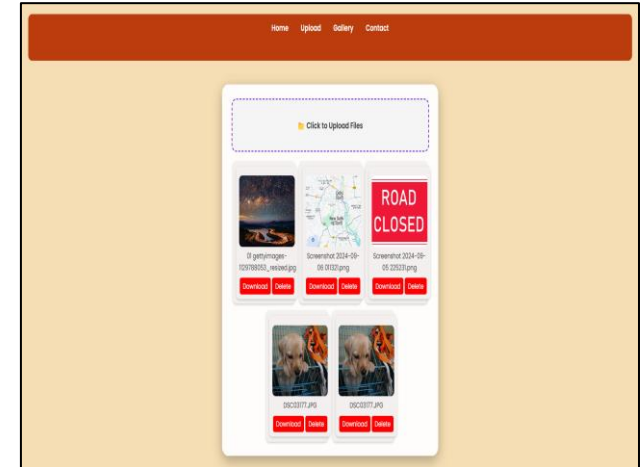 Home Upload Gallery Contact
Click to Upload Files
ROAD
CLOSED
01 gettyimages-
1129788053_resized.jpg
Screenshot 2024-09-
06 011321.png
Screenshot 2024-09-
05 225231.png
Download Delete Download Delete Download Delete
DSC03177.JPG DSC03177.JPG
Download Delete Download Delete